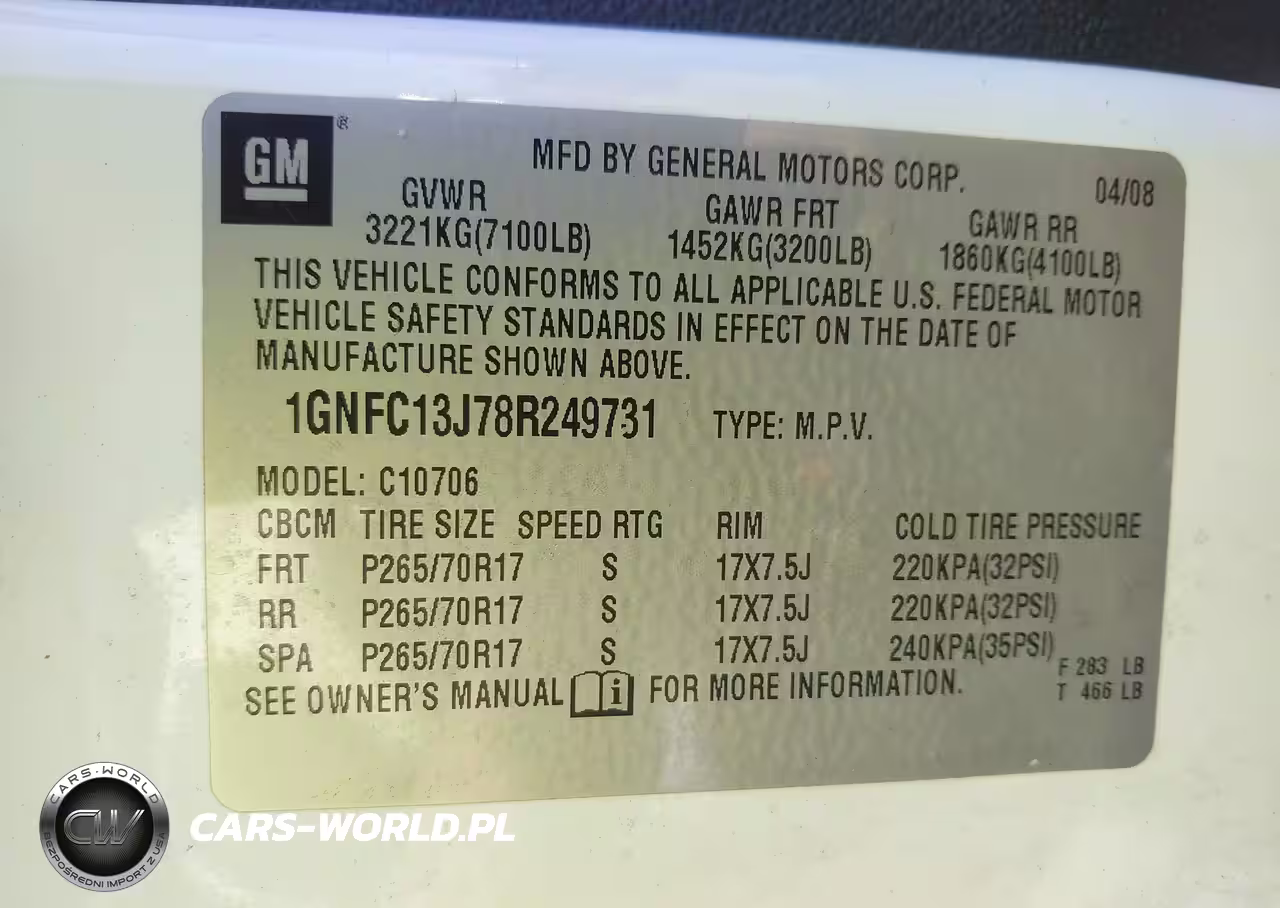 GM ®
MFD BY GENERAL MOTORS CORP. 04/08
GVWR GAWR FRT GAWR RR
3221KG(7100LB) 1452KG(3200LB) 1860KG(4100LB)
THIS VEHICLE CONFORMS TO ALL APPLICABLE U.S. FEDERAL MOTOR
VEHICLE SAFETY STANDARDS IN EFFECT ON THE DATE OF
MANUFACTURE SHOWN ABOVE.
1GNFC13J78R249731 TYPE: M.P.V.
MODEL: C10706
CBCM TIRE SIZE SPEED RTG RIM COLD TIRE PRESSURE
FRT P265/70R17 S 17X7.5J 220KPA(32PSI)
RR P265/70R17 S 17X7.5J 220KPA(32PSI)
SPA P265/70R17 S 17X7.5J 240KPA(35PSI)
F 283 LB
T 466 LB
SEE OWNER'S MANUAL i FOR MORE INFORMATION.
CARS-WORLD
CW
BEZPOŚREDNI IMPORT Z USA
CARS-WORLD.PL